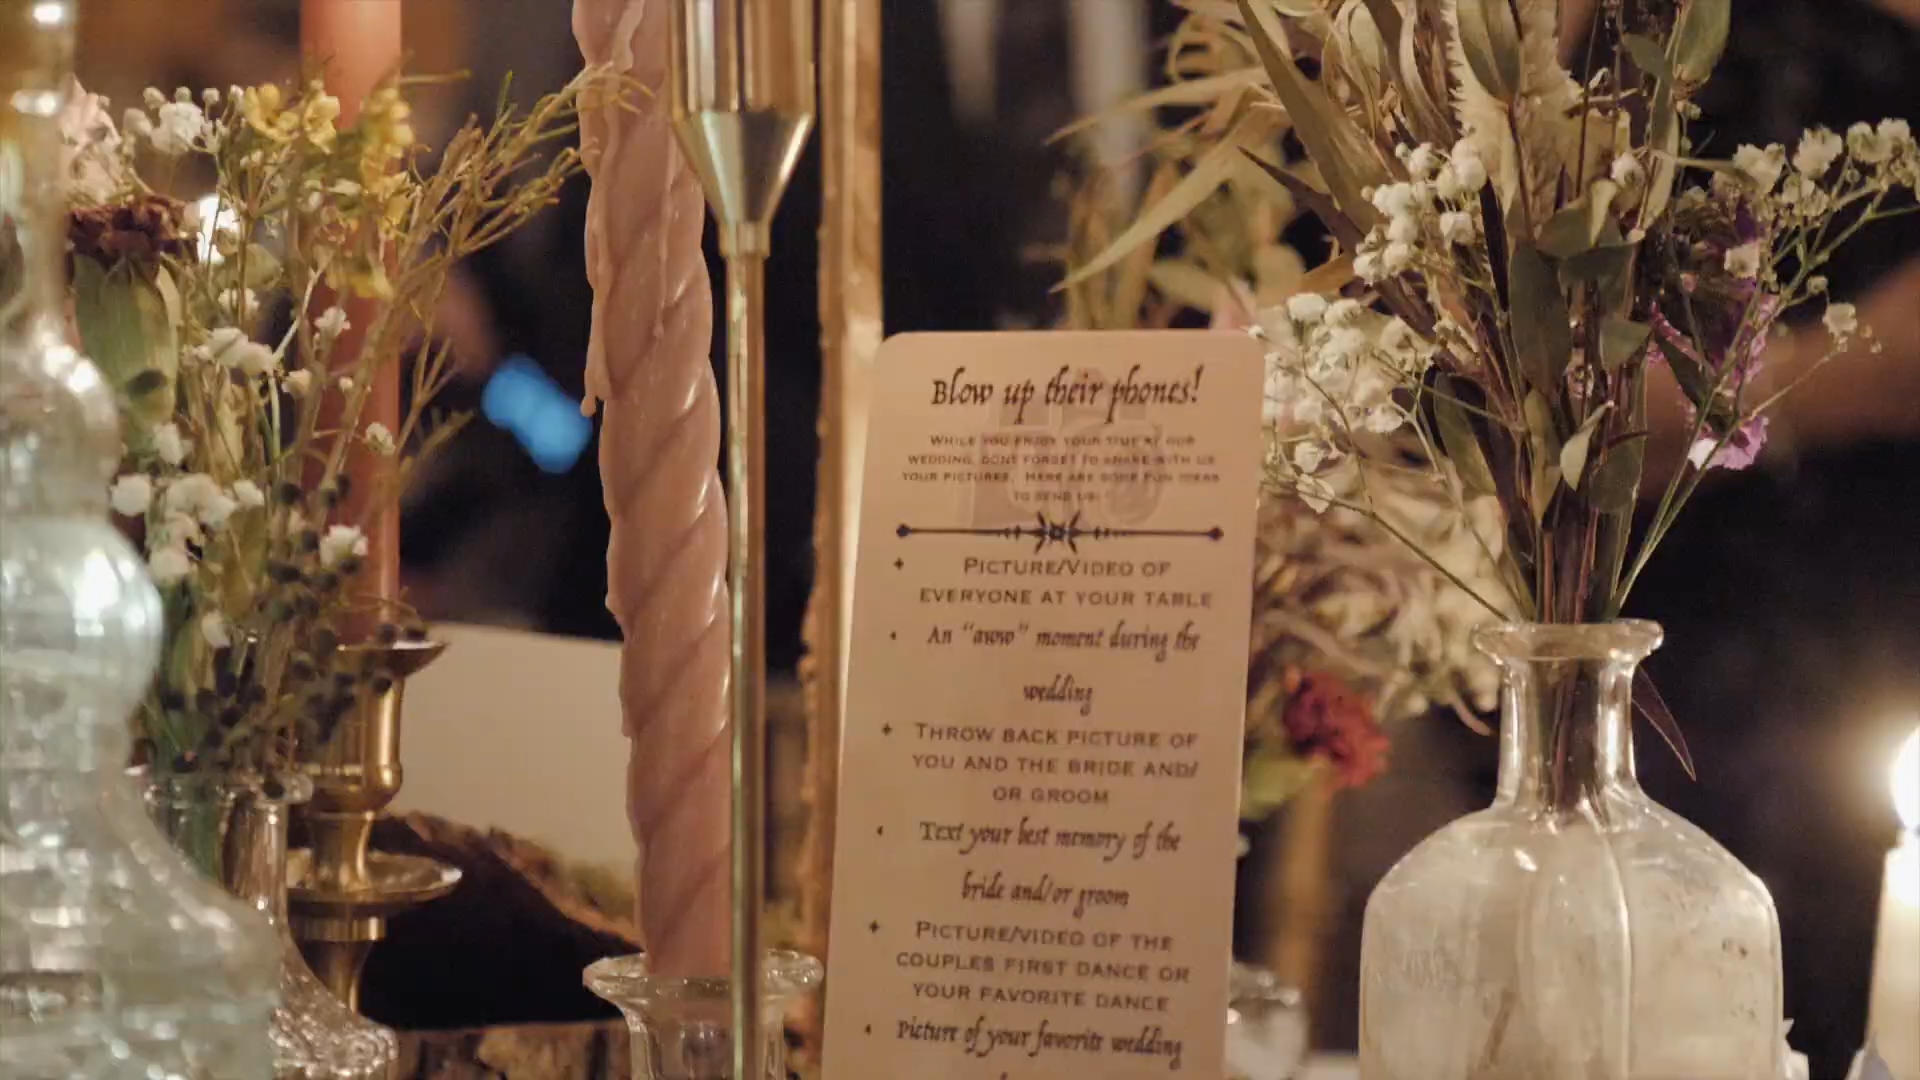 Blow up their phones!
WHILE YOU ENJOY YOUR TIME AT OUR
WEDDING, DONT FORGET TO SHARE WITH US
YOUR PICTURES. HERE ARE SOME FUN IDEAS
TO SEND US!
PICTURE/VIDEO OF
EVERYONE AT YOUR TABLE
An "aww" moment during the
wedding
THROW BACK PICTURE OF
YOU AND THE BRIDE AND/
OR GROOM
Text your best memory of the
bride and/or groom
PICTURE/VIDEO OF THE
COUPLES FIRST DANCE OR
YOUR FAVORITE DANCE
Picture of your favorite wedding